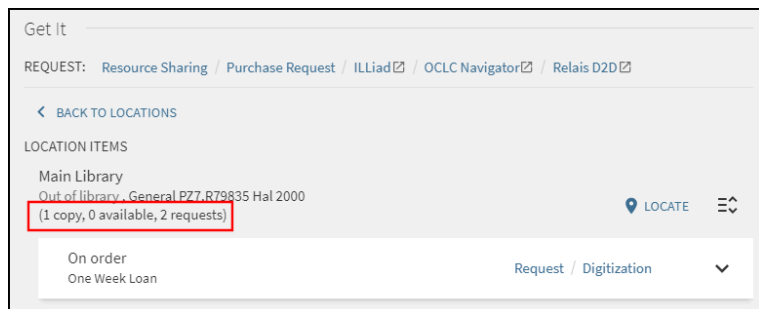 Get It
REQUEST: Resource Sharing / Purchase Request / ILLiad / OCLC Navigator / Relais D2D
BACK TO LOCATIONS
LOCATION ITEMS
Main Library
Out of library , General PZ7.R79835 Hal 2000
(1 copy, 0 available, 2 requests)
LOCATE
On order
Request / Digitization
One Week Loan